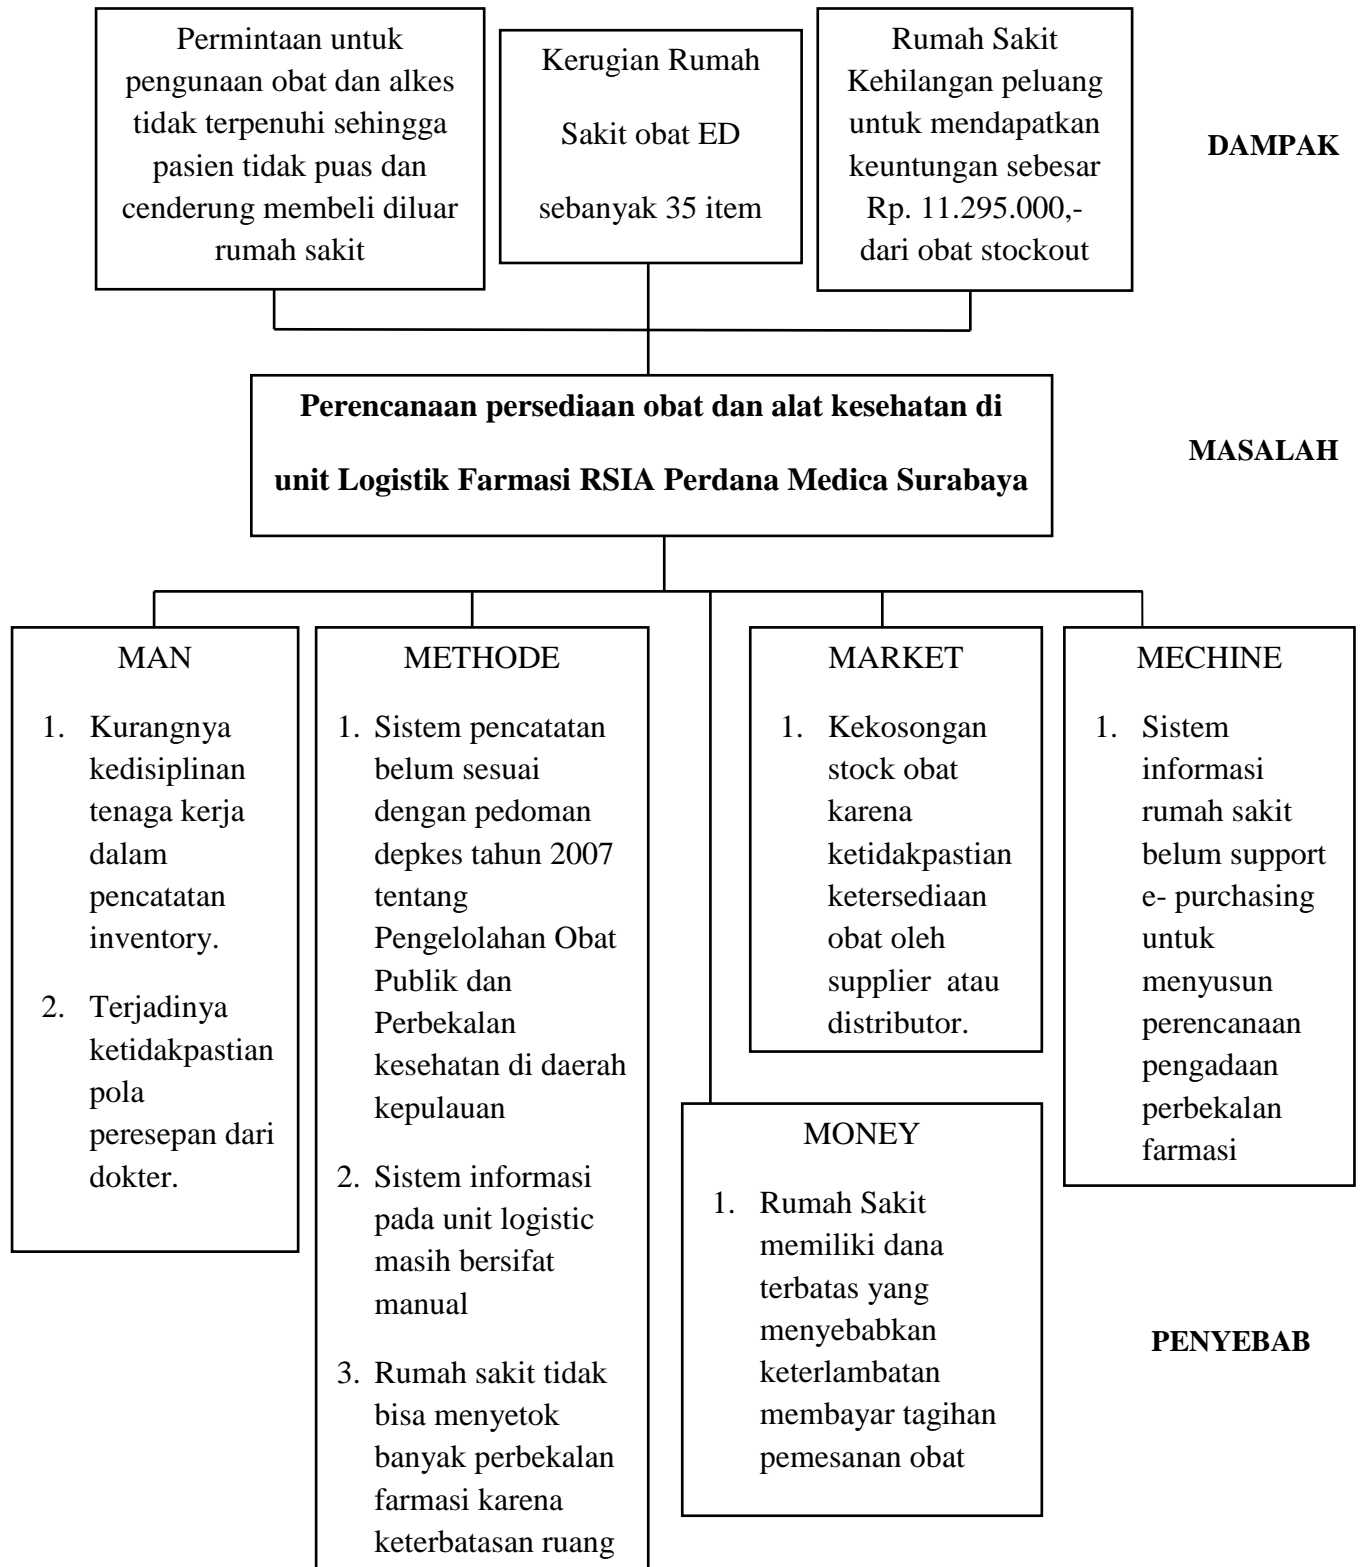 Permintaan untuk
pengunaan obat dan alkes
tidak terpenuhi sehingga
pasien tidak puas dan
cenderung membeli diluar
rumah sakit
Kerugian Rumah
Sakit obat ED
sebanyak 35 item
Rumah Sakit
Kehilangan peluang
untuk mendapatkan
keuntungan sebesar
Rp. 11.295.000,-
dari obat stockout
DAMPAK
Perencanaan persediaan obat dan alat kesehatan di
unit Logistik Farmasi RSIA Perdana Medica Surabaya
MASALAH
MAN
1. Kurangnya
kedisiplinan
tenaga kerja
dalam
pencatatan
inventory.
2. Terjadinya
ketidakpastian
pola
peresepan dari
dokter.
METHODE
1. Sistem pencatatan
belum sesuai
dengan pedoman
depkes tahun 2007
tentang
Pengelolahan Obat
Publik dan
Perbekalan
kesehatan di daerah
kepulauan
2. Sistem informasi
pada unit logistic
masih bersifat
manual
3. Rumah sakit tidak
bisa menyetok
banyak perbekalan
farmasi karena
keterbatasan ruang
MARKET
1. Kekosongan
stock obat
karena
ketidakpastian
ketersediaan
obat oleh
supplier atau
distributor.
MECHINE
1. Sistem
informasi
rumah sakit
belum support
e- purchasing
untuk
menyusun
perencanaan
pengadaan
perbekalan
farmasi
MONEY
1. Rumah Sakit
memiliki dana
terbatas yang
menyebabkan
keterlambatan
membayar tagihan
pemesanan obat
PENYEBAB